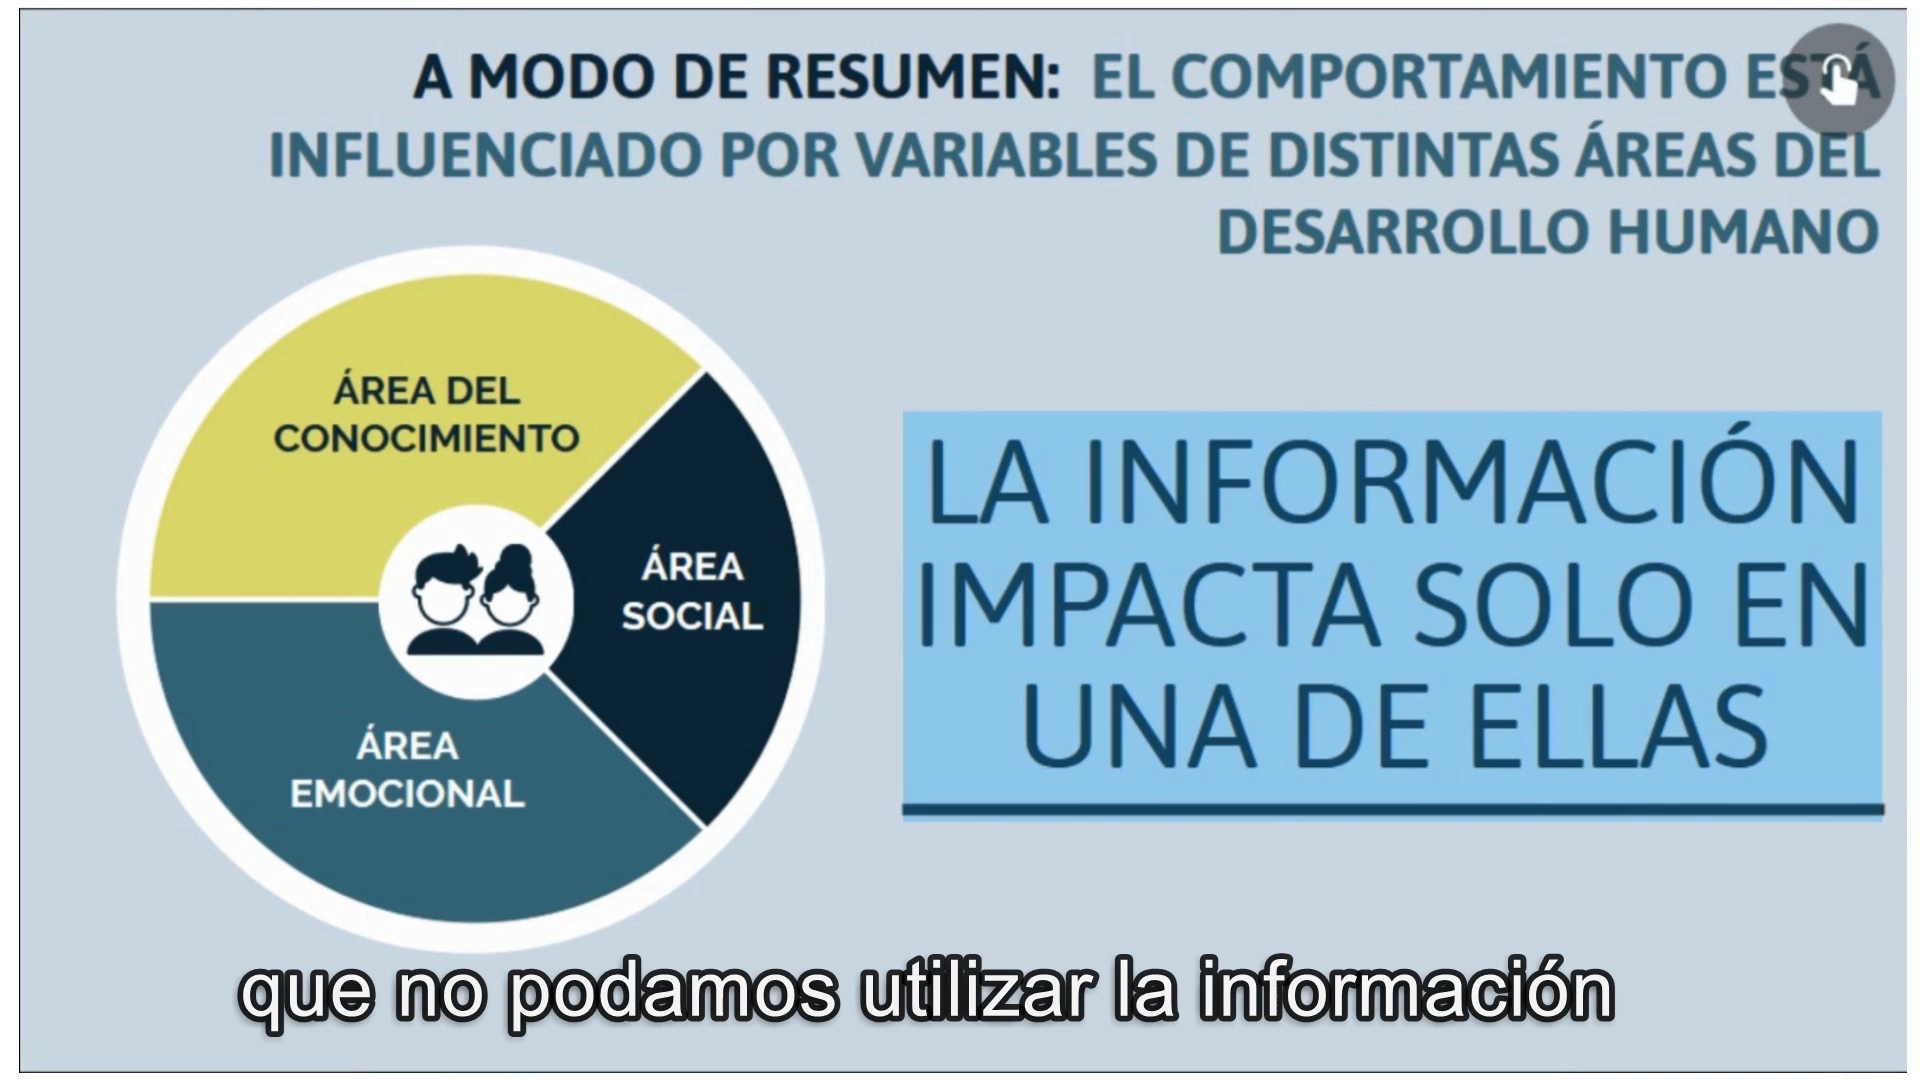 A MODO DE RESUMEN: EL COMPORTAMIENTO ESTÁ
INFLUENCIADO POR VARIABLES DE DISTINTAS ÁREAS DEL
DESARROLLO HUMANO
ÁREA DEL
CONOCIMIENTO
ÁREA
SOCIAL
ÁREA
EMOCIONAL
LA INFORMACIÓN
IMPACTA SOLO EN
UNA DE ELLAS
que no podamos utilizar la información